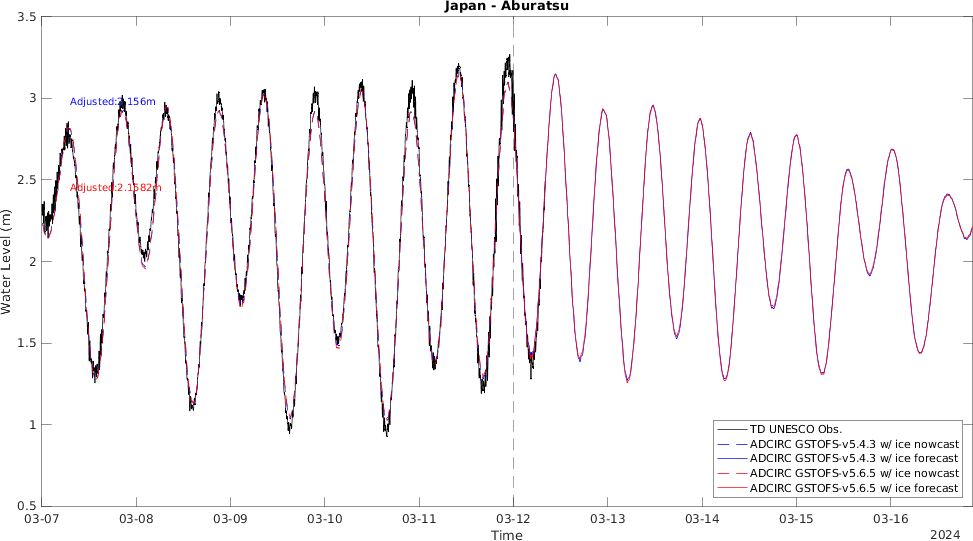 Japan - Aburatsu
3.5
3
2.5
2
1.5
1
0.5
Water Level (m)
Adjusted:2.156m
Adjusted:2.1582m
TD UNESCO Obs.
ADCIRC GSTOFS-v5.4.3 w/ ice nowcast
ADCIRC GSTOFS-v5.4.3 w/ ice forecast
ADCIRC GSTOFS-v5.6.5 w/ ice nowcast
ADCIRC GSTOFS-v5.6.5 w/ ice forecast
03-07 03-08 03-09 03-10 03-11 03-12 03-13 03-14 03-15 03-16
Time
2024